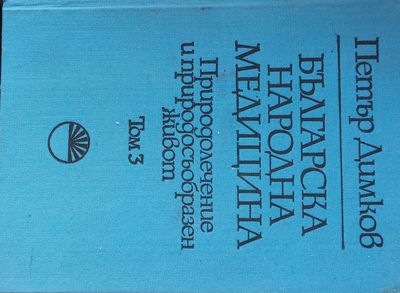 Петър Димков
БЪЛГАРСКА
НАРОДНА
МЕДИЦИНА
Природолечение
и природосъобразен
живот
Том 3